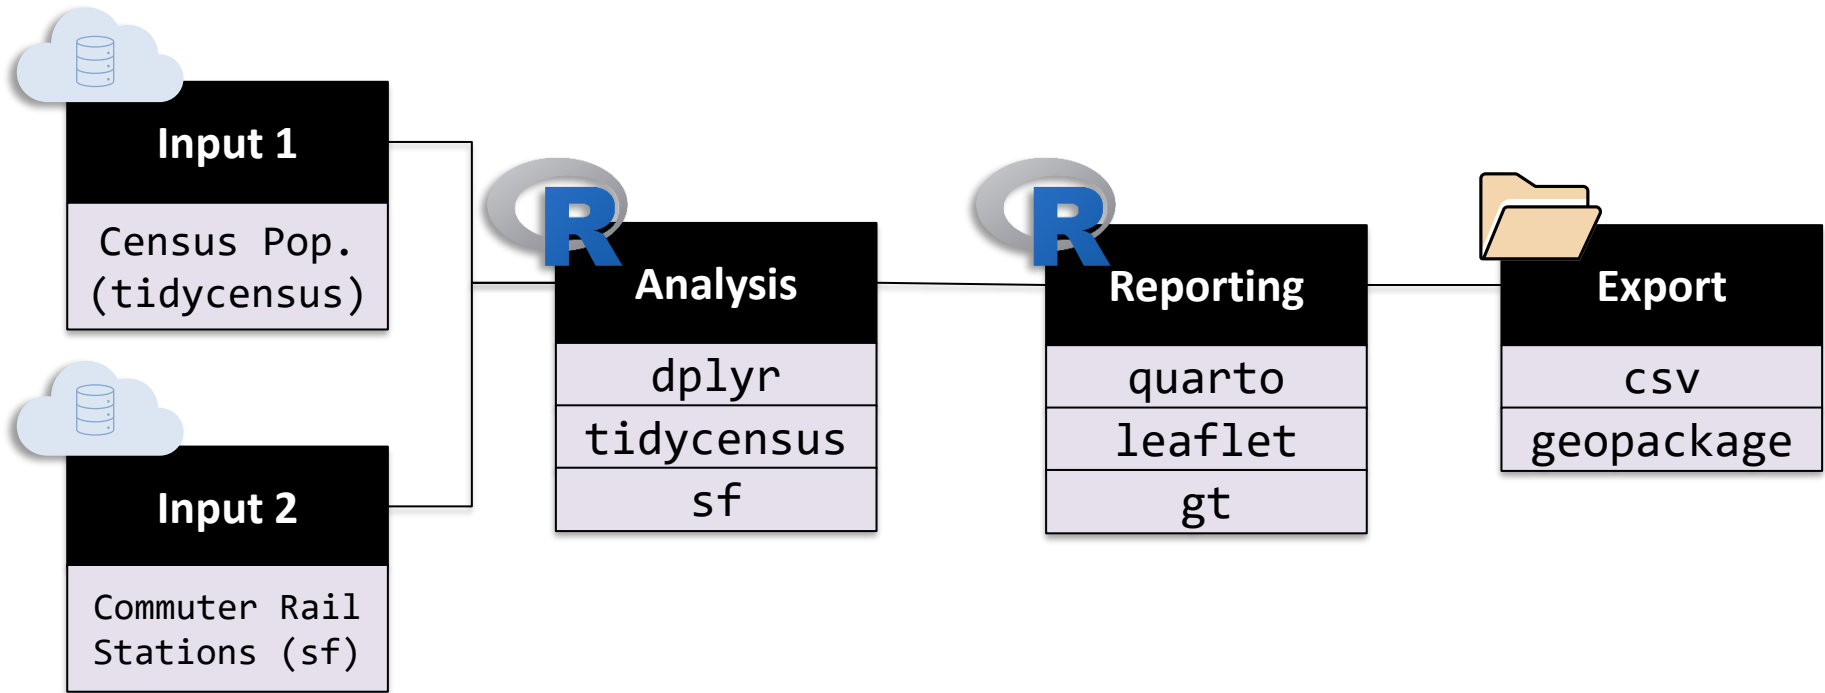 Input 1
Census Pop.
(tidycensus)
Input 2
Commuter Rail
Stations (sf)
R
Analysis
dplyr
tidycensus
sf
R
Reporting
quarto
leaflet
gt
Export
csv
geopackage